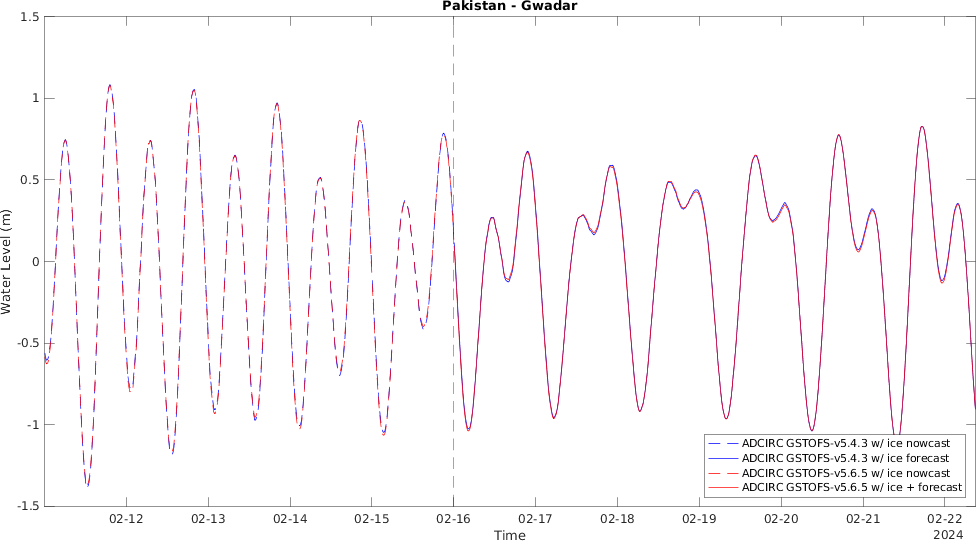 Pakistan - Gwadar
1.5
1
0.5
0
-0.5
-1
-1.5
Water Level (m)
02-12
02-13
02-14
02-15
02-16
02-17
02-18
02-19
02-20
02-21
02-22
2024
Time
ADCIRC GSTOFS-v5.4.3 w/ ice nowcast
ADCIRC GSTOFS-v5.4.3 w/ ice forecast
ADCIRC GSTOFS-v5.6.5 w/ ice nowcast
ADCIRC GSTOFS-v5.6.5 w/ ice + forecast